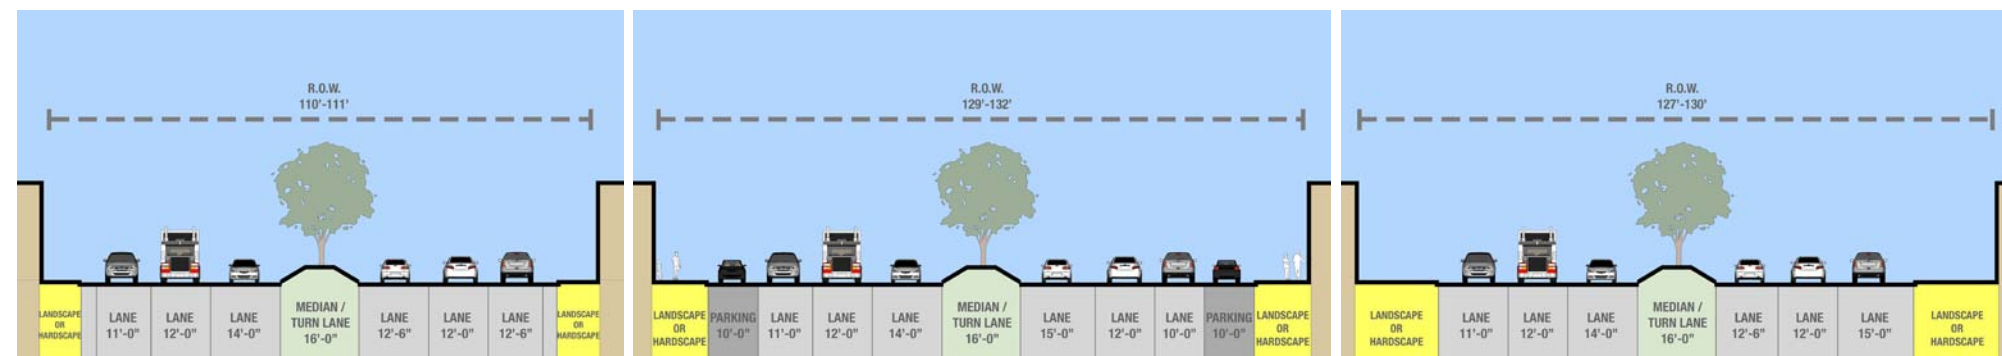 R.O.W.
110'-111'
LANDSCAPE
OR
HARDSCAPE
LANE
11'-0"
LANE
12'-0"
LANE
14'-0"
MEDIAN /
TURN LANE
16'-0"
LANE
12'-6"
LANE
12'-0"
LANE
12'-6"
LANDSCAPE
OR
HARDSCAPE
R.O.W.
129'-132'
LANDSCAPE
OR
HARDSCAPE
PARKING
10'-0"
LANE
11'-0"
LANE
12'-0"
LANE
14'-0"
MEDIAN /
TURN LANE
16'-0"
LANE
15'-0"
LANE
12'-0"
LANE
10'-0"
PARKING
10'-0"
LANDSCAPE
OR
HARDSCAPE
R.O.W.
127'-130'
LANDSCAPE
OR
HARDSCAPE
LANE
11'-0"
LANE
12'-0"
LANE
14'-0"
MEDIAN /
TURN LANE
16'-0"
LANE
12'-6"
LANE
12'-0"
LANE
15'-0"
LANDSCAPE
OR
HARDSCAPE